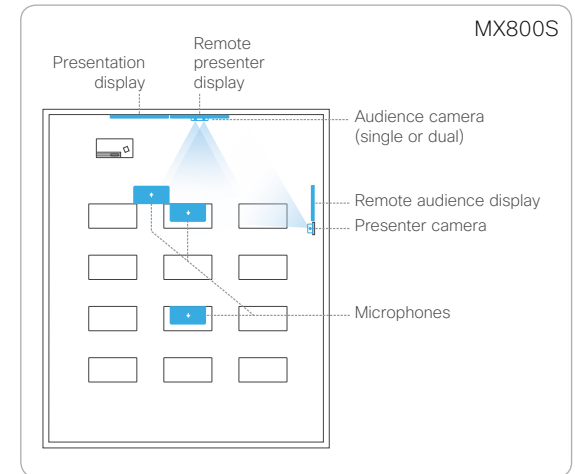 MX800S
Remote
presenter
display
Presentation
display
Audience camera
(single or dual)
Remote audience display
Presenter camera
Microphones